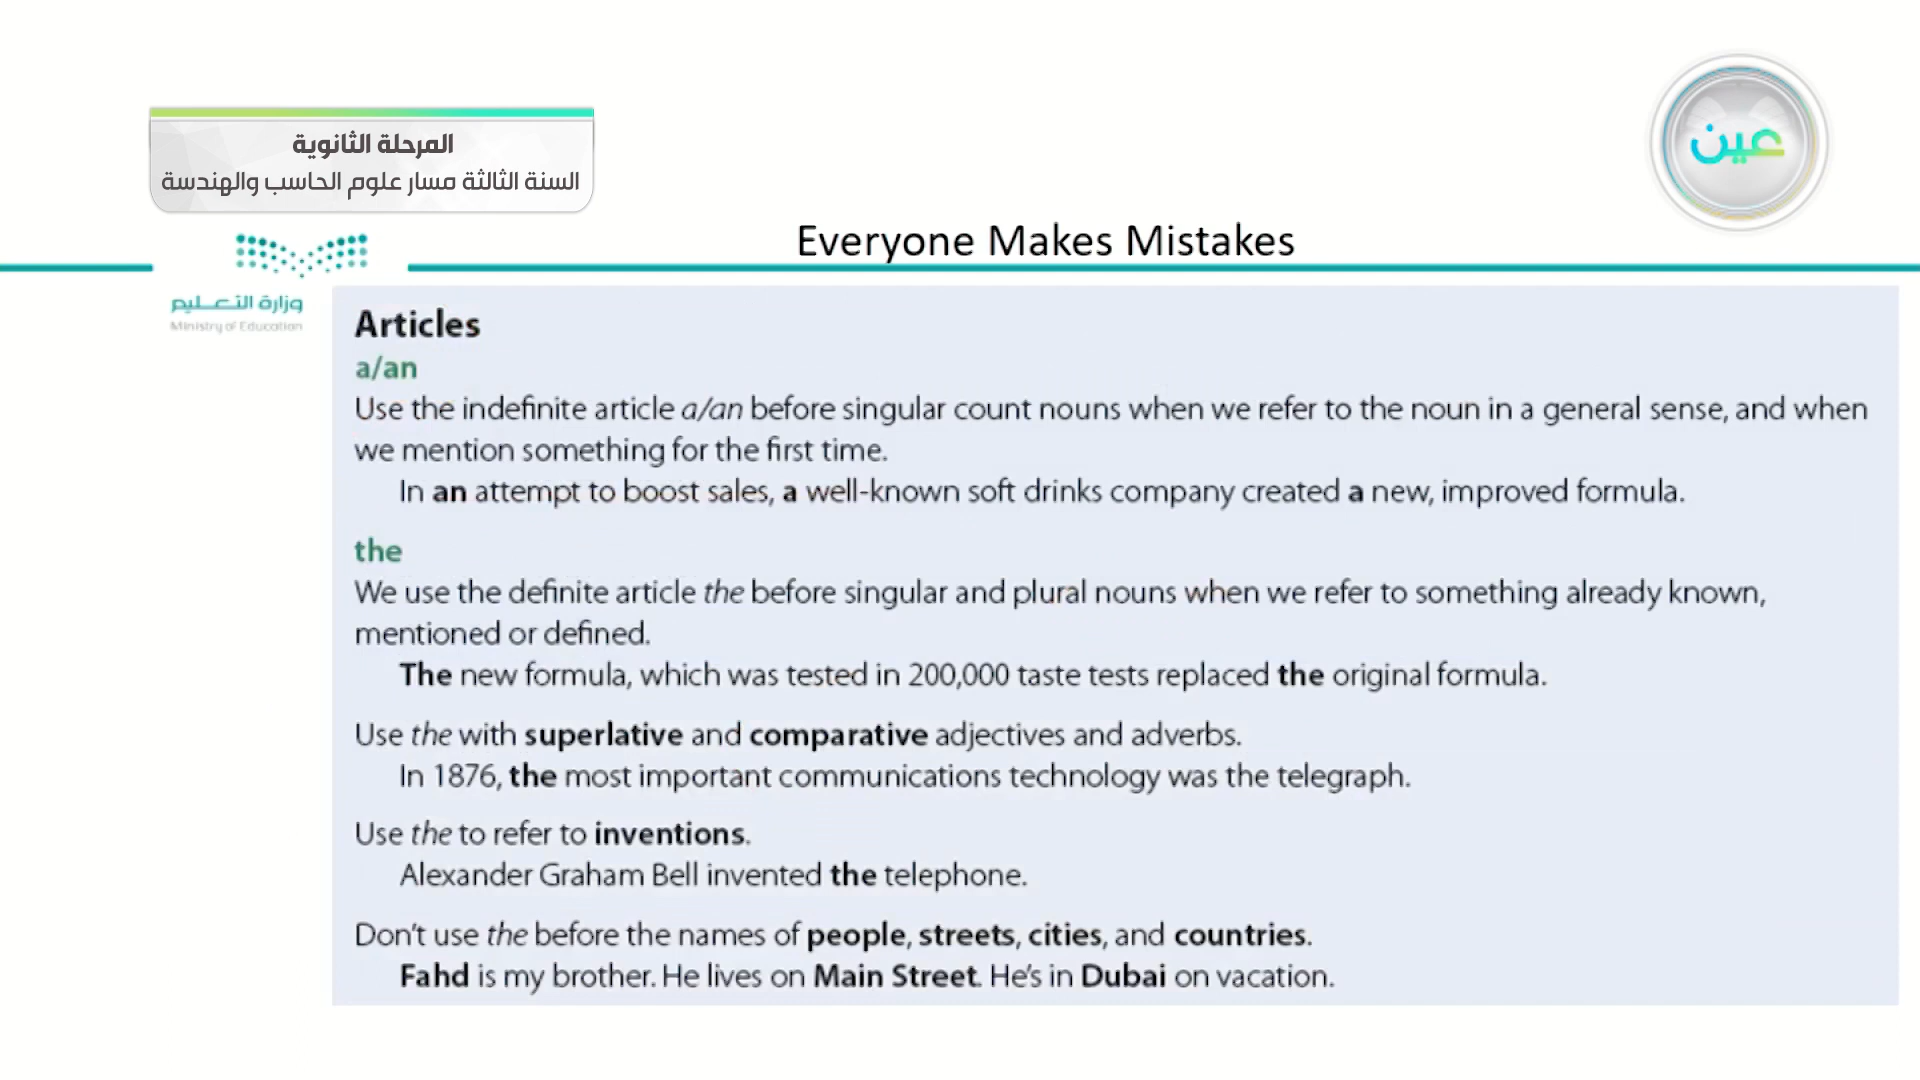 المرحلة الثانوية
السنة الثالثة مسار علوم الحاسب والهندسة
عين
Everyone Makes Mistakes
وزارة التعليم
Ministry of Education
Articles
a/an
Use the indefinite article a/an before singular count nouns when we refer to the noun in a general sense, and when
we mention something for the first time.
In an attempt to boost sales, a well-known soft drinks company created a new, improved formula.
the
We use the definite article the before singular and plural nouns when we refer to something already known,
mentioned or defined.
The new formula, which was tested in 200,000 taste tests replaced the original formula.
Use the with superlative and comparative adjectives and adverbs.
In 1876, the most important communications technology was the telegraph.
Use the to refer to inventions.
Alexander Graham Bell invented the telephone.
Don't use the before the names of people, streets, cities, and countries.
Fahd is my brother. He lives on Main Street. He's in Dubai on vacation.